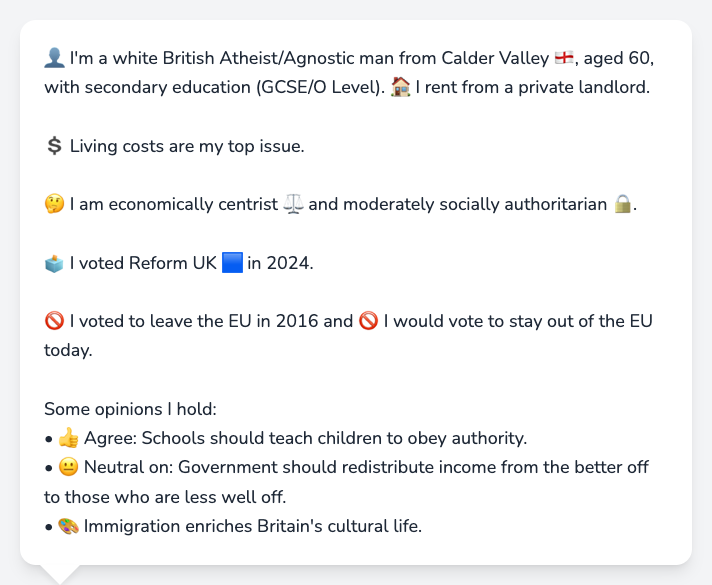 👤 I'm a white British Atheist/Agnostic man from Calder Valley 🏴󠁧󠁢󠁥󠁮󠁧󠁿, aged 60,
with secondary education (GCSE/O Level). 🏠 I rent from a private landlord.
💲 Living costs are my top issue.
🤔 I am economically centrist ⚖️ and moderately socially authoritarian 🔒.
🗳️ I voted Reform UK 🟦 in 2024.
🚫 I voted to leave the EU in 2016 and 🚫 I would vote to stay out of the EU
today.
Some opinions I hold:
• 👍 Agree: Schools should teach children to obey authority.
• 😐 Neutral on: Government should redistribute income from the better off
to those who are less well off.
• 🎨 Immigration enriches Britain's cultural life.